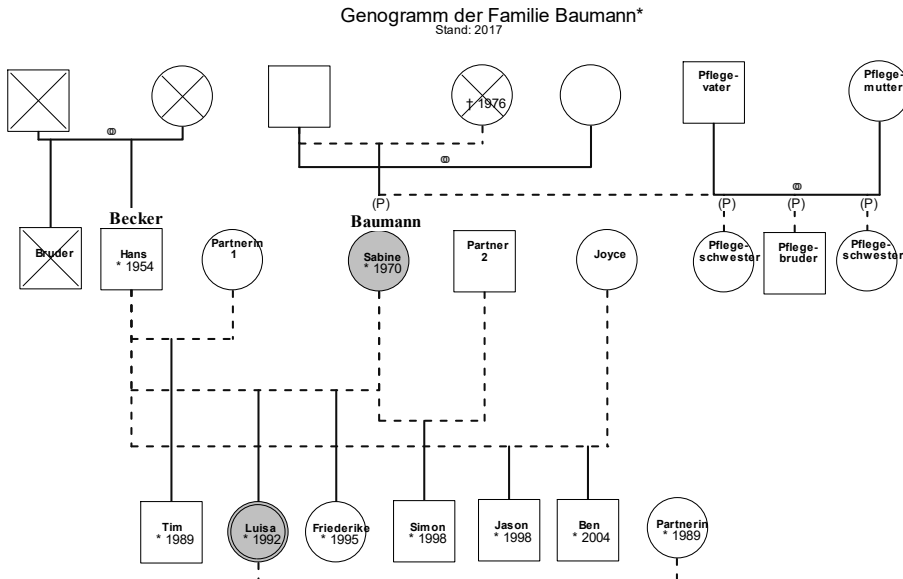 Genogramm der Familie Baumann*
Stand: 2017
† 1976
Pflege-
vater
Pflege-
mutter
ꝏ
ꝏ
ꝏ
(P)
(P)
(P)
(P)
Becker
Baumann
Bruder
Hans
* 1954
Partnerin
1
Sabine
* 1970
Partner
2
Joyce
Pflege-
schwester
Pflege-
bruder
Pflege-
schwester
Tim
* 1989
Luisa
* 1992
Friederike
* 1995
Simon
* 1998
Jason
* 1998
Ben
* 2004
Partnerin
* 1989